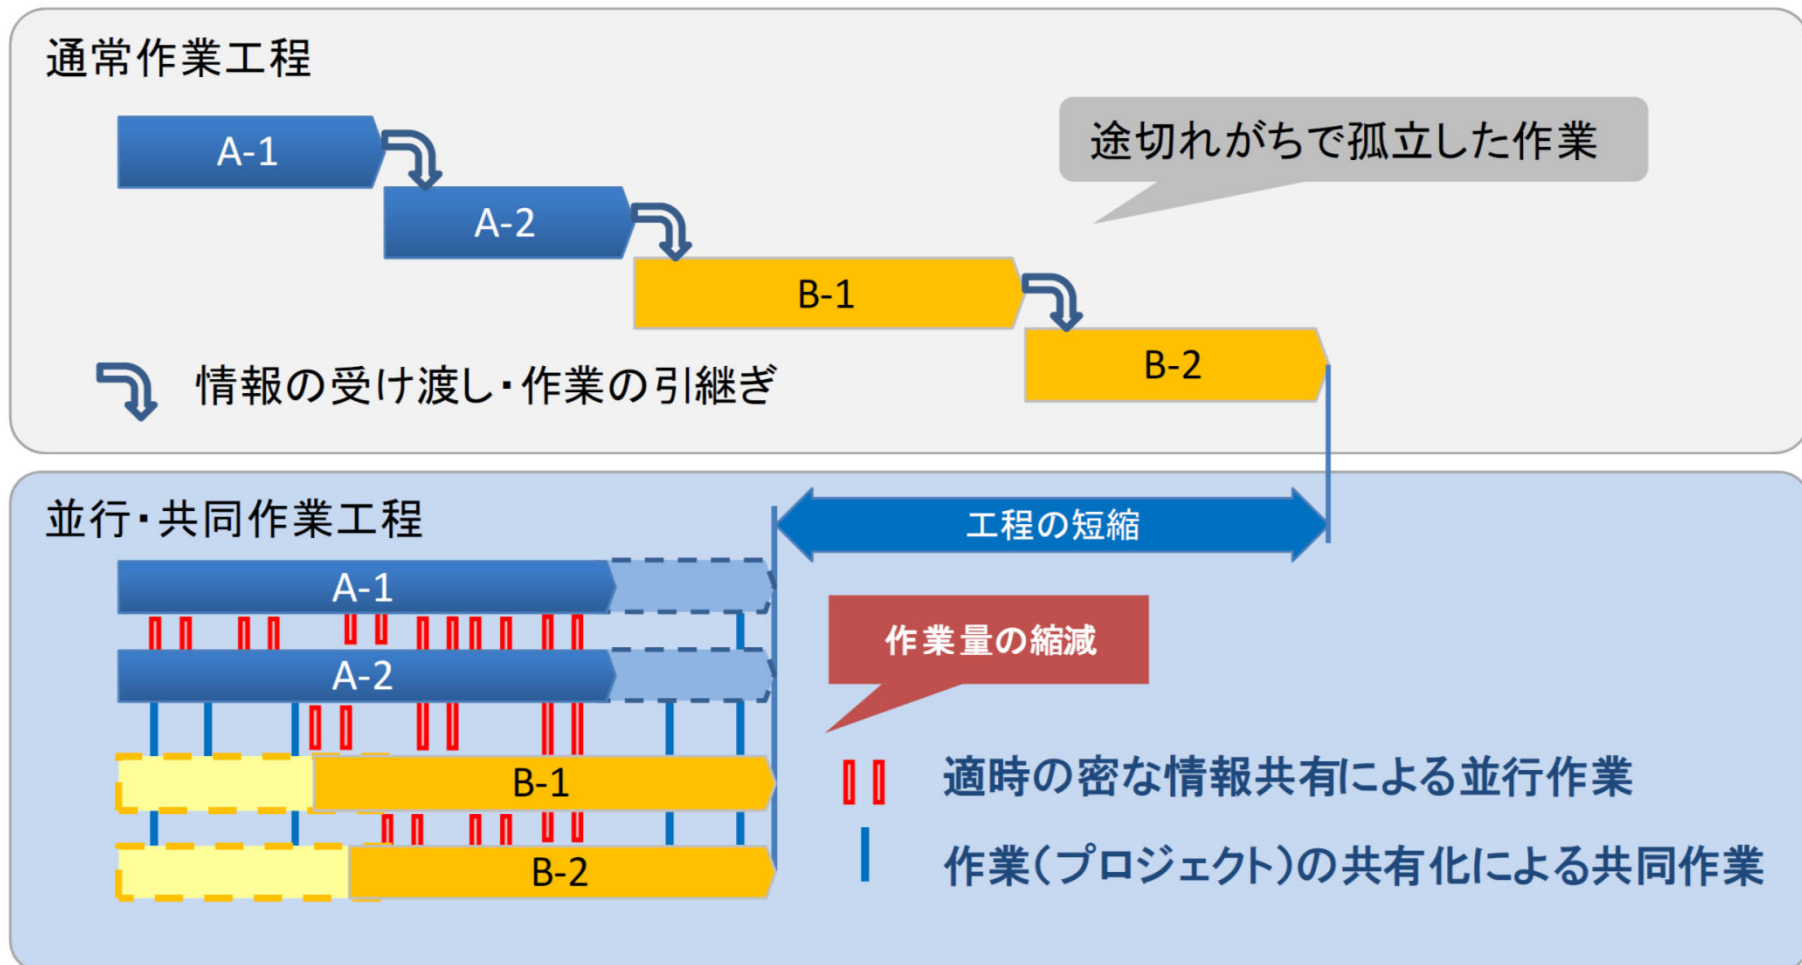 通常作業工程
A-1
途切れがちで孤立した作業
A-2
B-1
B-2
情報の受け渡し・作業の引継ぎ
並行・共同作業工程
工程の短縮
A-1
作業量の縮減
A-2
B-1
適時の密な情報共有による並行作業
B-2
作業(プロジェクト)の共有化による共同作業